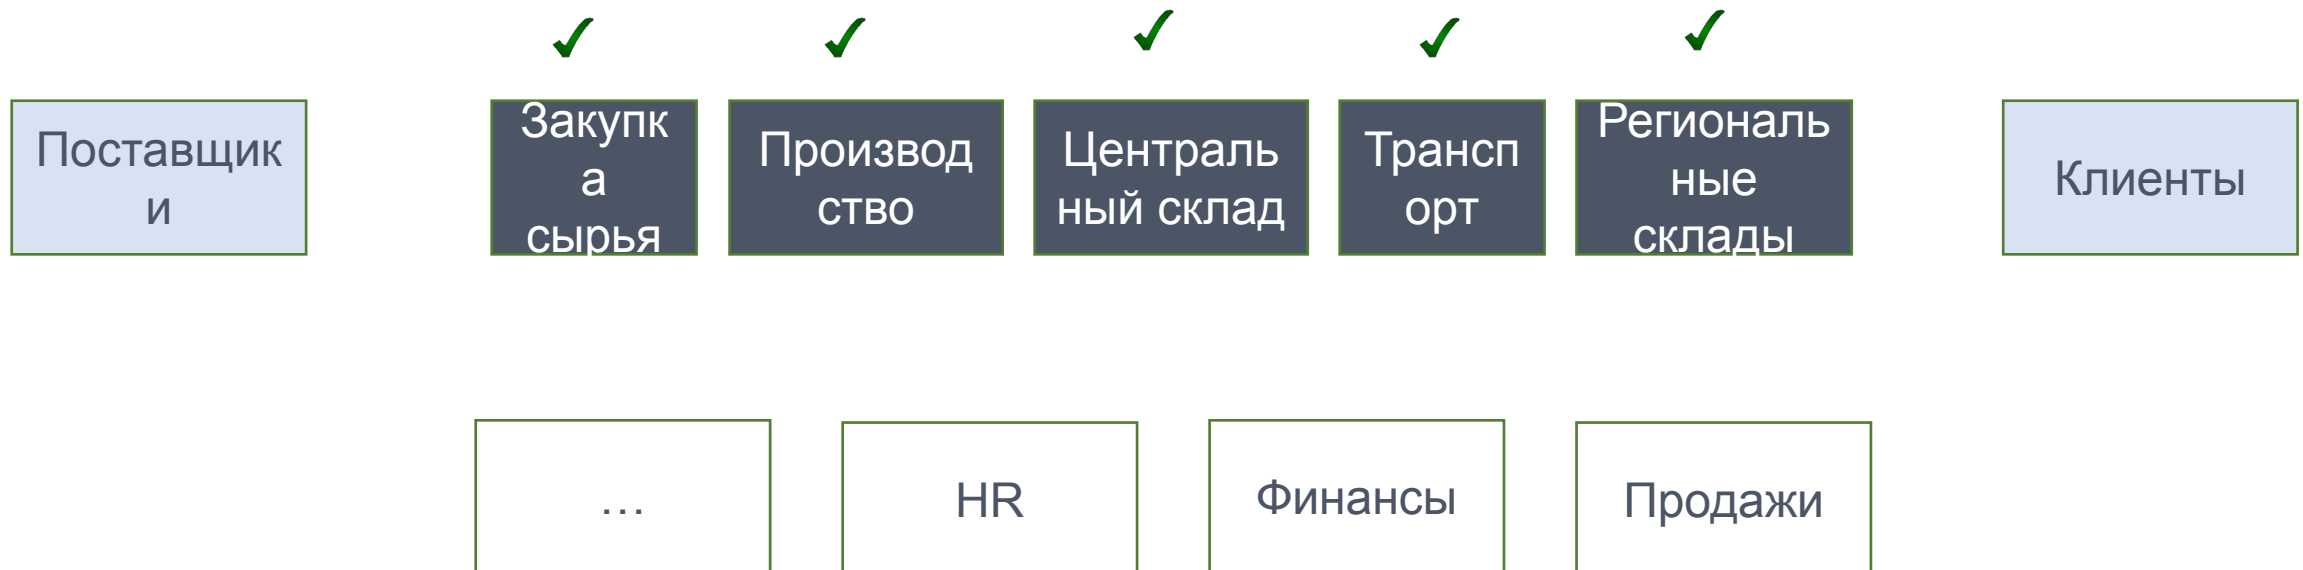 Поставщик
и
Закупк
а
сырья
Производ
ство
Централь
ный склад
Трансп
орт
Региональ
ные
склады
Клиенты
...
HR
Финансы
Продажи